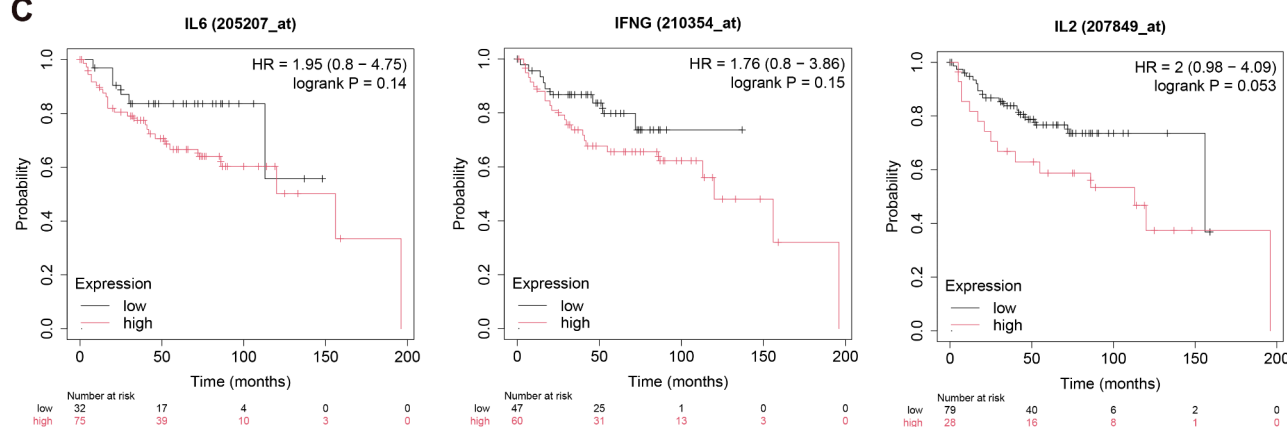 C
IL6 (205207_at)
HR = 1.95 (0.8 − 4.75)
logrank P = 0.14
Probability
1.0
0.8
0.6
0.4
0.2
0.0
Expression
low
high
0 50 100 150 200
Time (months)
Number at risk
low 32 17 4 0 0
high 75 39 10 3 0
IFNG (210354_at)
HR = 1.76 (0.8 − 3.86)
logrank P = 0.15
Probability
1.0
0.8
0.6
0.4
0.2
0.0
Expression
low
high
0 50 100 150 200
Time (months)
Number at risk
low 47 25 1 0 0
high 60 31 13 3 0
IL2 (207849_at)
HR = 2 (0.98 − 4.09)
logrank P = 0.053
Probability
1.0
0.8
0.6
0.4
0.2
0.0
Expression
low
high
0 50 100 150 200
Time (months)
Number at risk
low 79 40 6 2 0
high 28 16 8 1 0